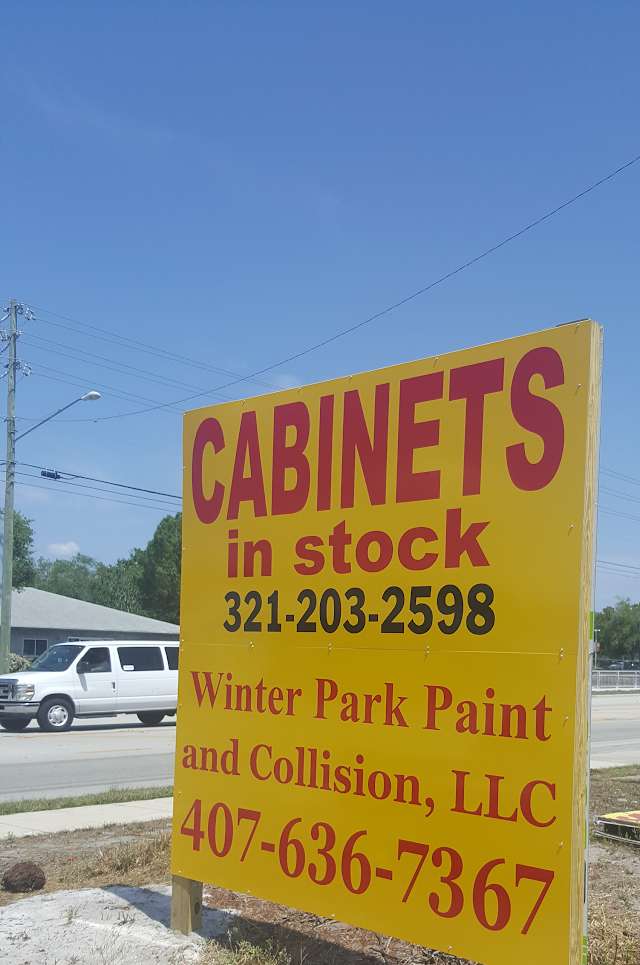 CABINETS
in stock
321-203-2598
Winter Park Paint
and Collision, LLC
407-636-7367